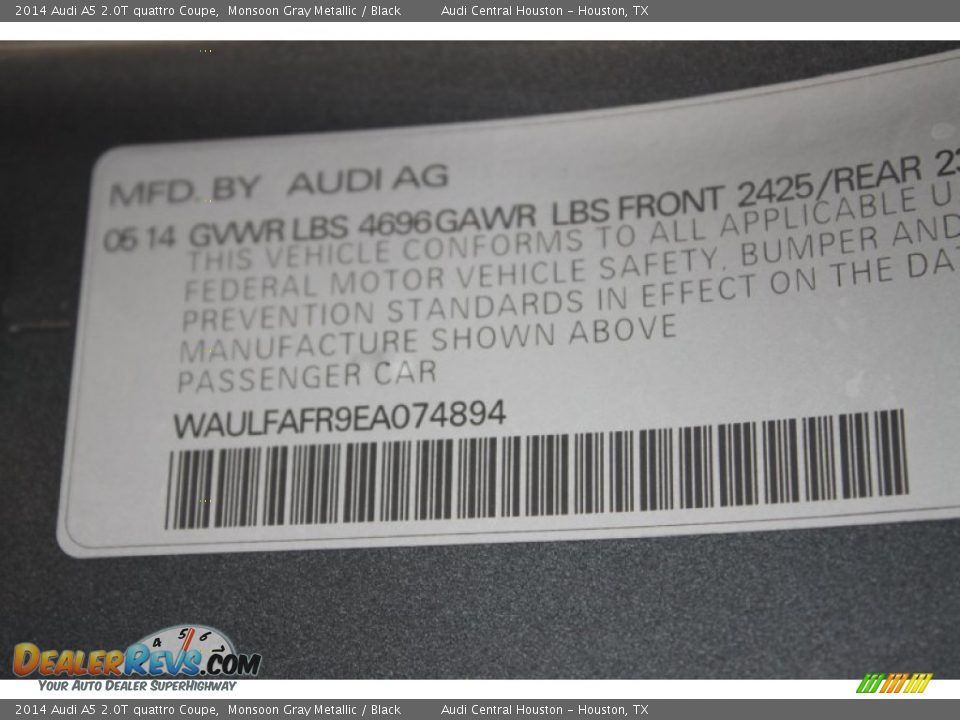 2014 Audi A5 2.0T quattro Coupe, Monsoon Gray Metallic / Black Audi Central Houston - Houston, TX
MFD. BY AUDI AG
05 14 GVWR LBS 4696 GAWR LBS FRONT 2425/REAR
THIS VEHICLE CONFORMS TO ALL APPLICABLE
FEDERAL MOTOR VEHICLE SAFETY, BUMPER AND
PREVENTION STANDARDS IN EFFECT ON THE
MANUFACTURE SHOWN ABOVE
PASSENGER CAR
WAULFAFR9EA074894
4 5 6
DEALERREVS.COM
YOUR AUTO DEALER SUPERHIGHWAY
2014 Audi A5 2.0T quattro Coupe, Monsoon Gray Metallic / Black Audi Central Houston - Houston, TX